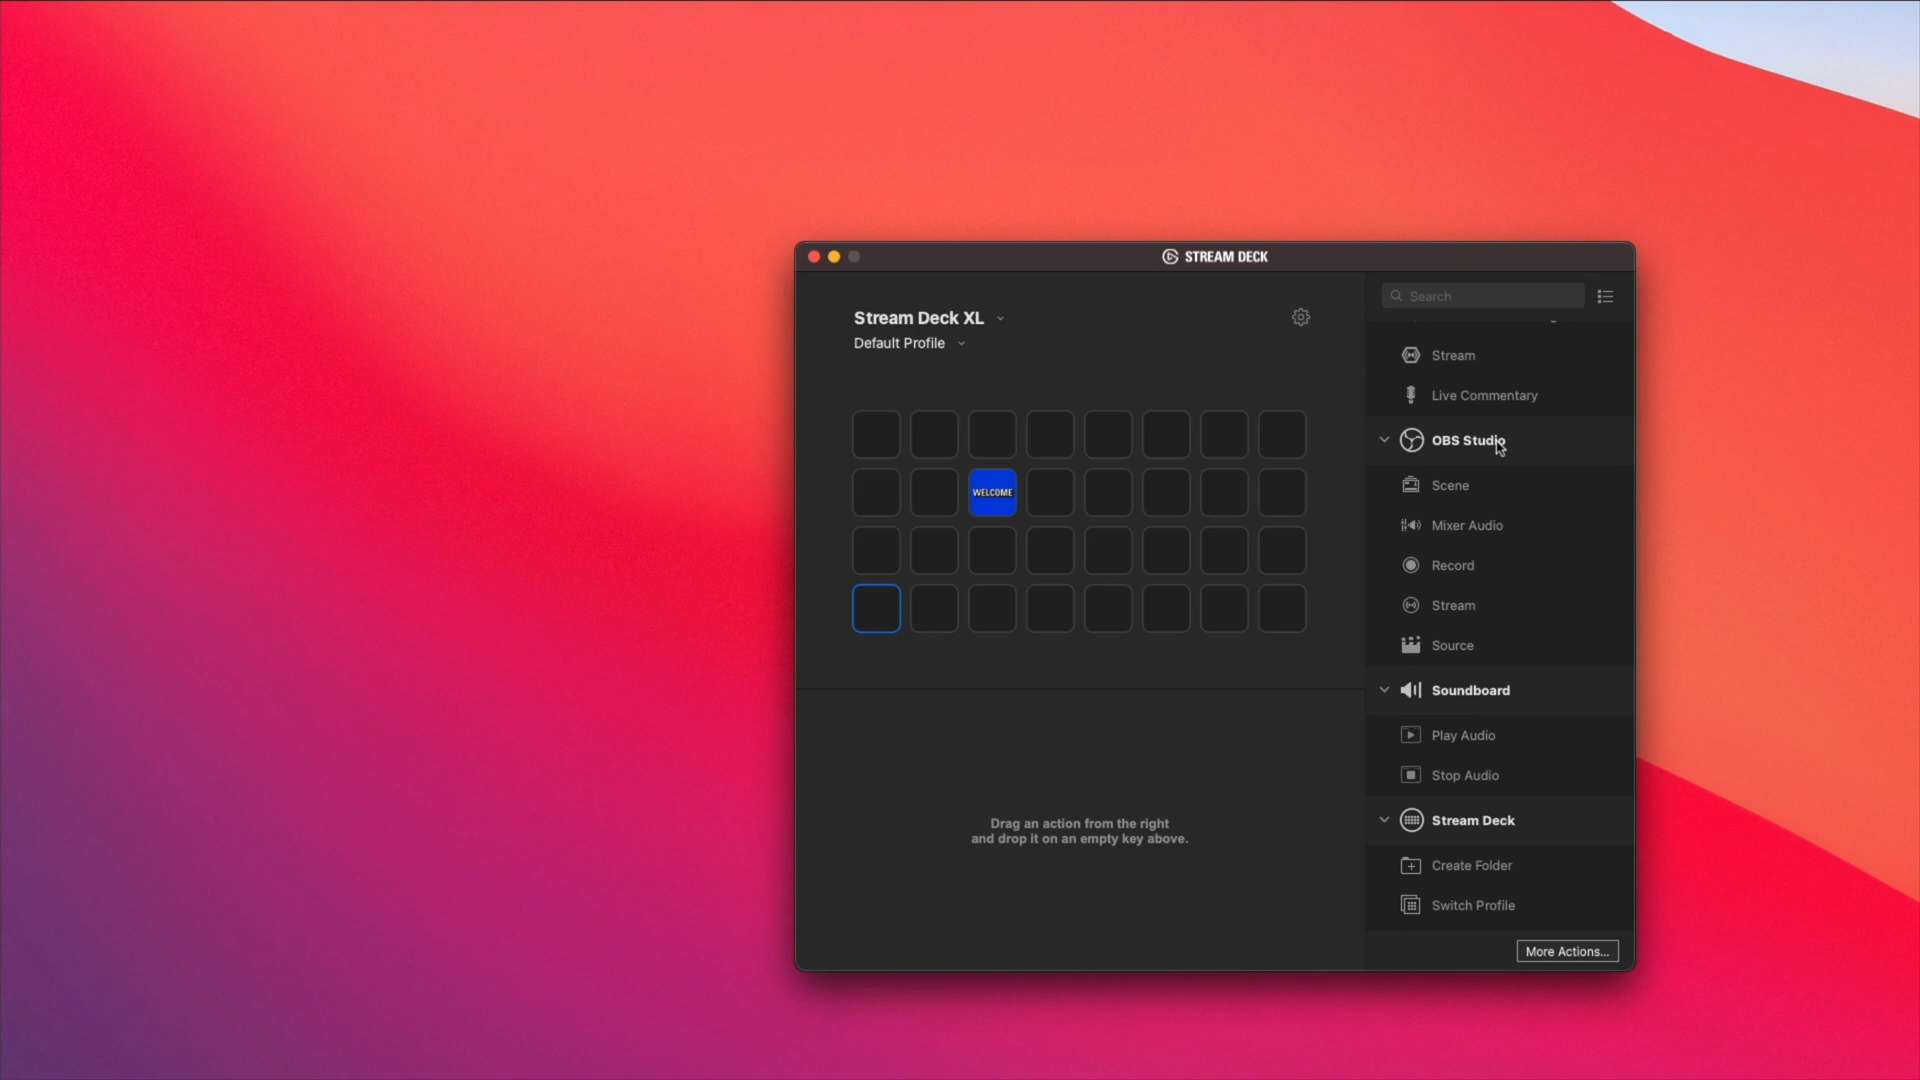 STREAM DECK
Search
Stream Deck XL
Default Profile
Stream
Live Commentary
OBS Studio
Scene
WELCOME
Mixer Audio
Record
Stream
Source
Soundboard
Play Audio
Stop Audio
Stream Deck
Drag an action from the right
and drop it on an empty key above.
Create Folder
Switch Profile
More Actions...